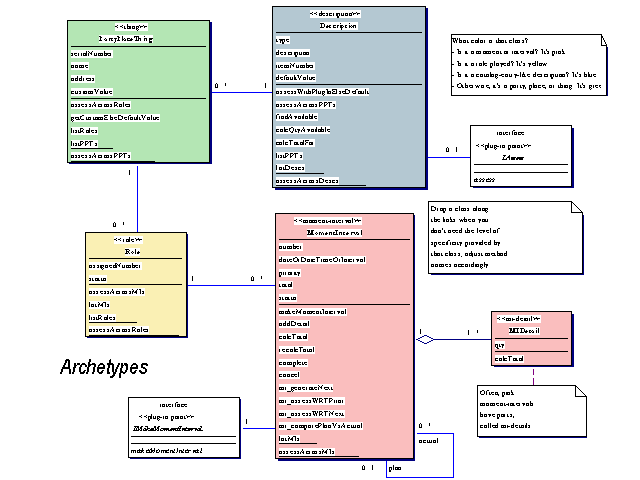 <<thing>>
PartyPlaceThing
serialNumber
name
address
customValue
assessAcrossRoles
getCustomElseDefaultValue
listRoles
listPPTs
assessAcrossPPTs
<<description>>
Description
type
description
itemNumber
defaultValue
assessWithPlugInElseDefault
assessAcrossPPTs
findAvailable
calcQtyAvailable
calcTotalFor
listPPTs
listDescs
assessAcrossDescs
0..*
1
What color is that class?
- Is it a moment or interval? It's pink.
- Is it a role played? It's yellow.
- Is it a catalog-entry-like description? It's blue.
- Otherwise, it's a party, place, or thing. It's gree
interface
<<plug-in point>>
IAssess
assess
1
0..1
1
0..*
Drop a class along
the links when you
don't need the level of
specificity provided by
that class; adjust method
names accordingly
<<role>>
Role
assignedNumber
status
assessAcrossMIs
listMIs
listRoles
assessAcrossRoles
1
0..*
<<moment-interval>>
MomentInterval
number
dateOrDateTimeOrInterval
priority
total
status
makeMomentInterval
addDetail
calcTotal
recalcTotal
complete
cancel
mi_generateNext
mi_assessWRTPrior
mi_assessWRTNext
mi_comparePlanVsActual
listMIs
assessAcrossMIs
1
1..*
<<mi-detail>>
MIDetail
qty
calcTotal
Often, pink
moment-intervals
have parts,
called mi-details
Archetypes
interface
<<plug-in point>>
IMakeMomentInterval
makeMomentInterval
1
0..*
actual
0..1
plan